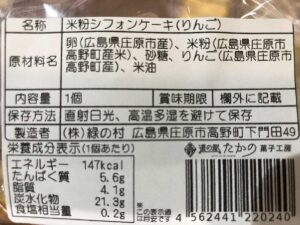 名称 米粉シフォンケーキ(りんご)
原材料名 卵(広島県庄原市産)、米粉(広島県庄原市
高野町産米)、砂糖、りんご(広島県庄原市
高野町産)、米油
内容量 1個 賞味期限 欄外に記載
保存方法 直射日光、高温多湿を避けて保存
製造者 (株)緑の村 広島県庄原市高野町下門田49
栄養成分表示(1個あたり)
エネルギー 147kcal
たんぱく質 5.6g
脂質 4.1g
炭水化物 21.3g
食塩相当量 0.2g
たかの 菓子工房
※この表示値は目安です
4 562441 220240